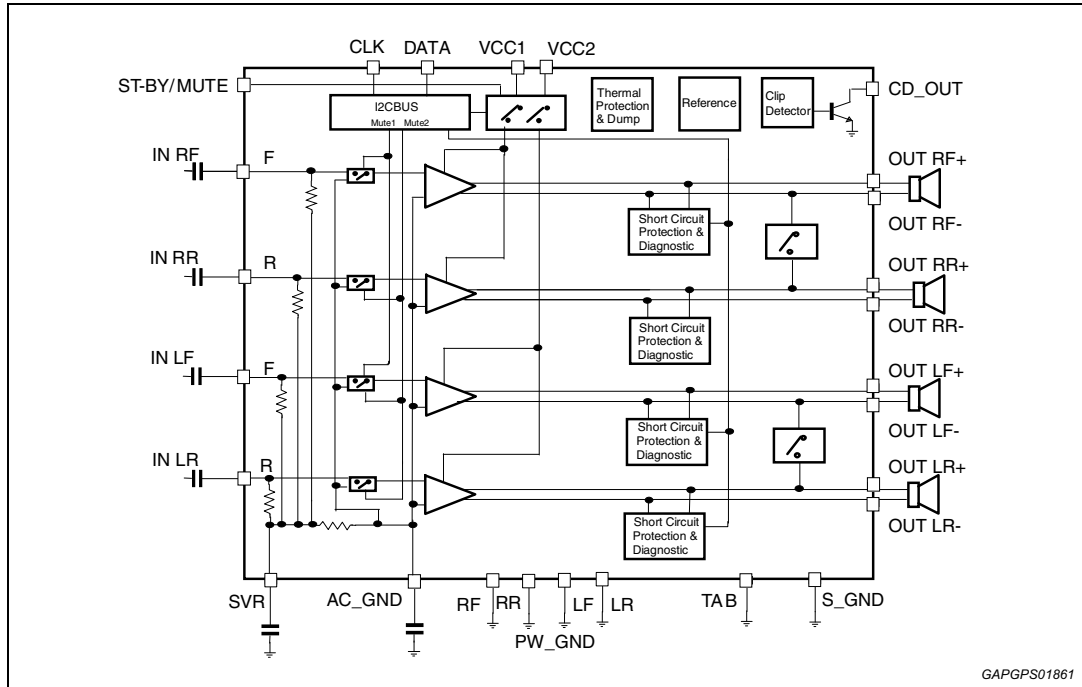 CLK DATA VCC1 VCC2
ST-BY/MUTE
I2CBUS
Mute1 Mute2
Thermal
Protection
& Dump
Reference
Clip
Detector
CD_OUT
IN RF
F
OUT RF+
Short Circuit
Protection &
Diagnostic
OUT RF-
IN RR
R
OUT RR+
Short Circuit
Protection &
Diagnostic
OUT RR-
IN LF
F
OUT LF+
Short Circuit
Protection &
Diagnostic
OUT LF-
IN LR
R
OUT LR+
Short Circuit
Protection &
Diagnostic
OUT LR-
SVR
AC_GND
RF RR LF LR
PW_GND
TAB
S_GND
GAPGPS01861